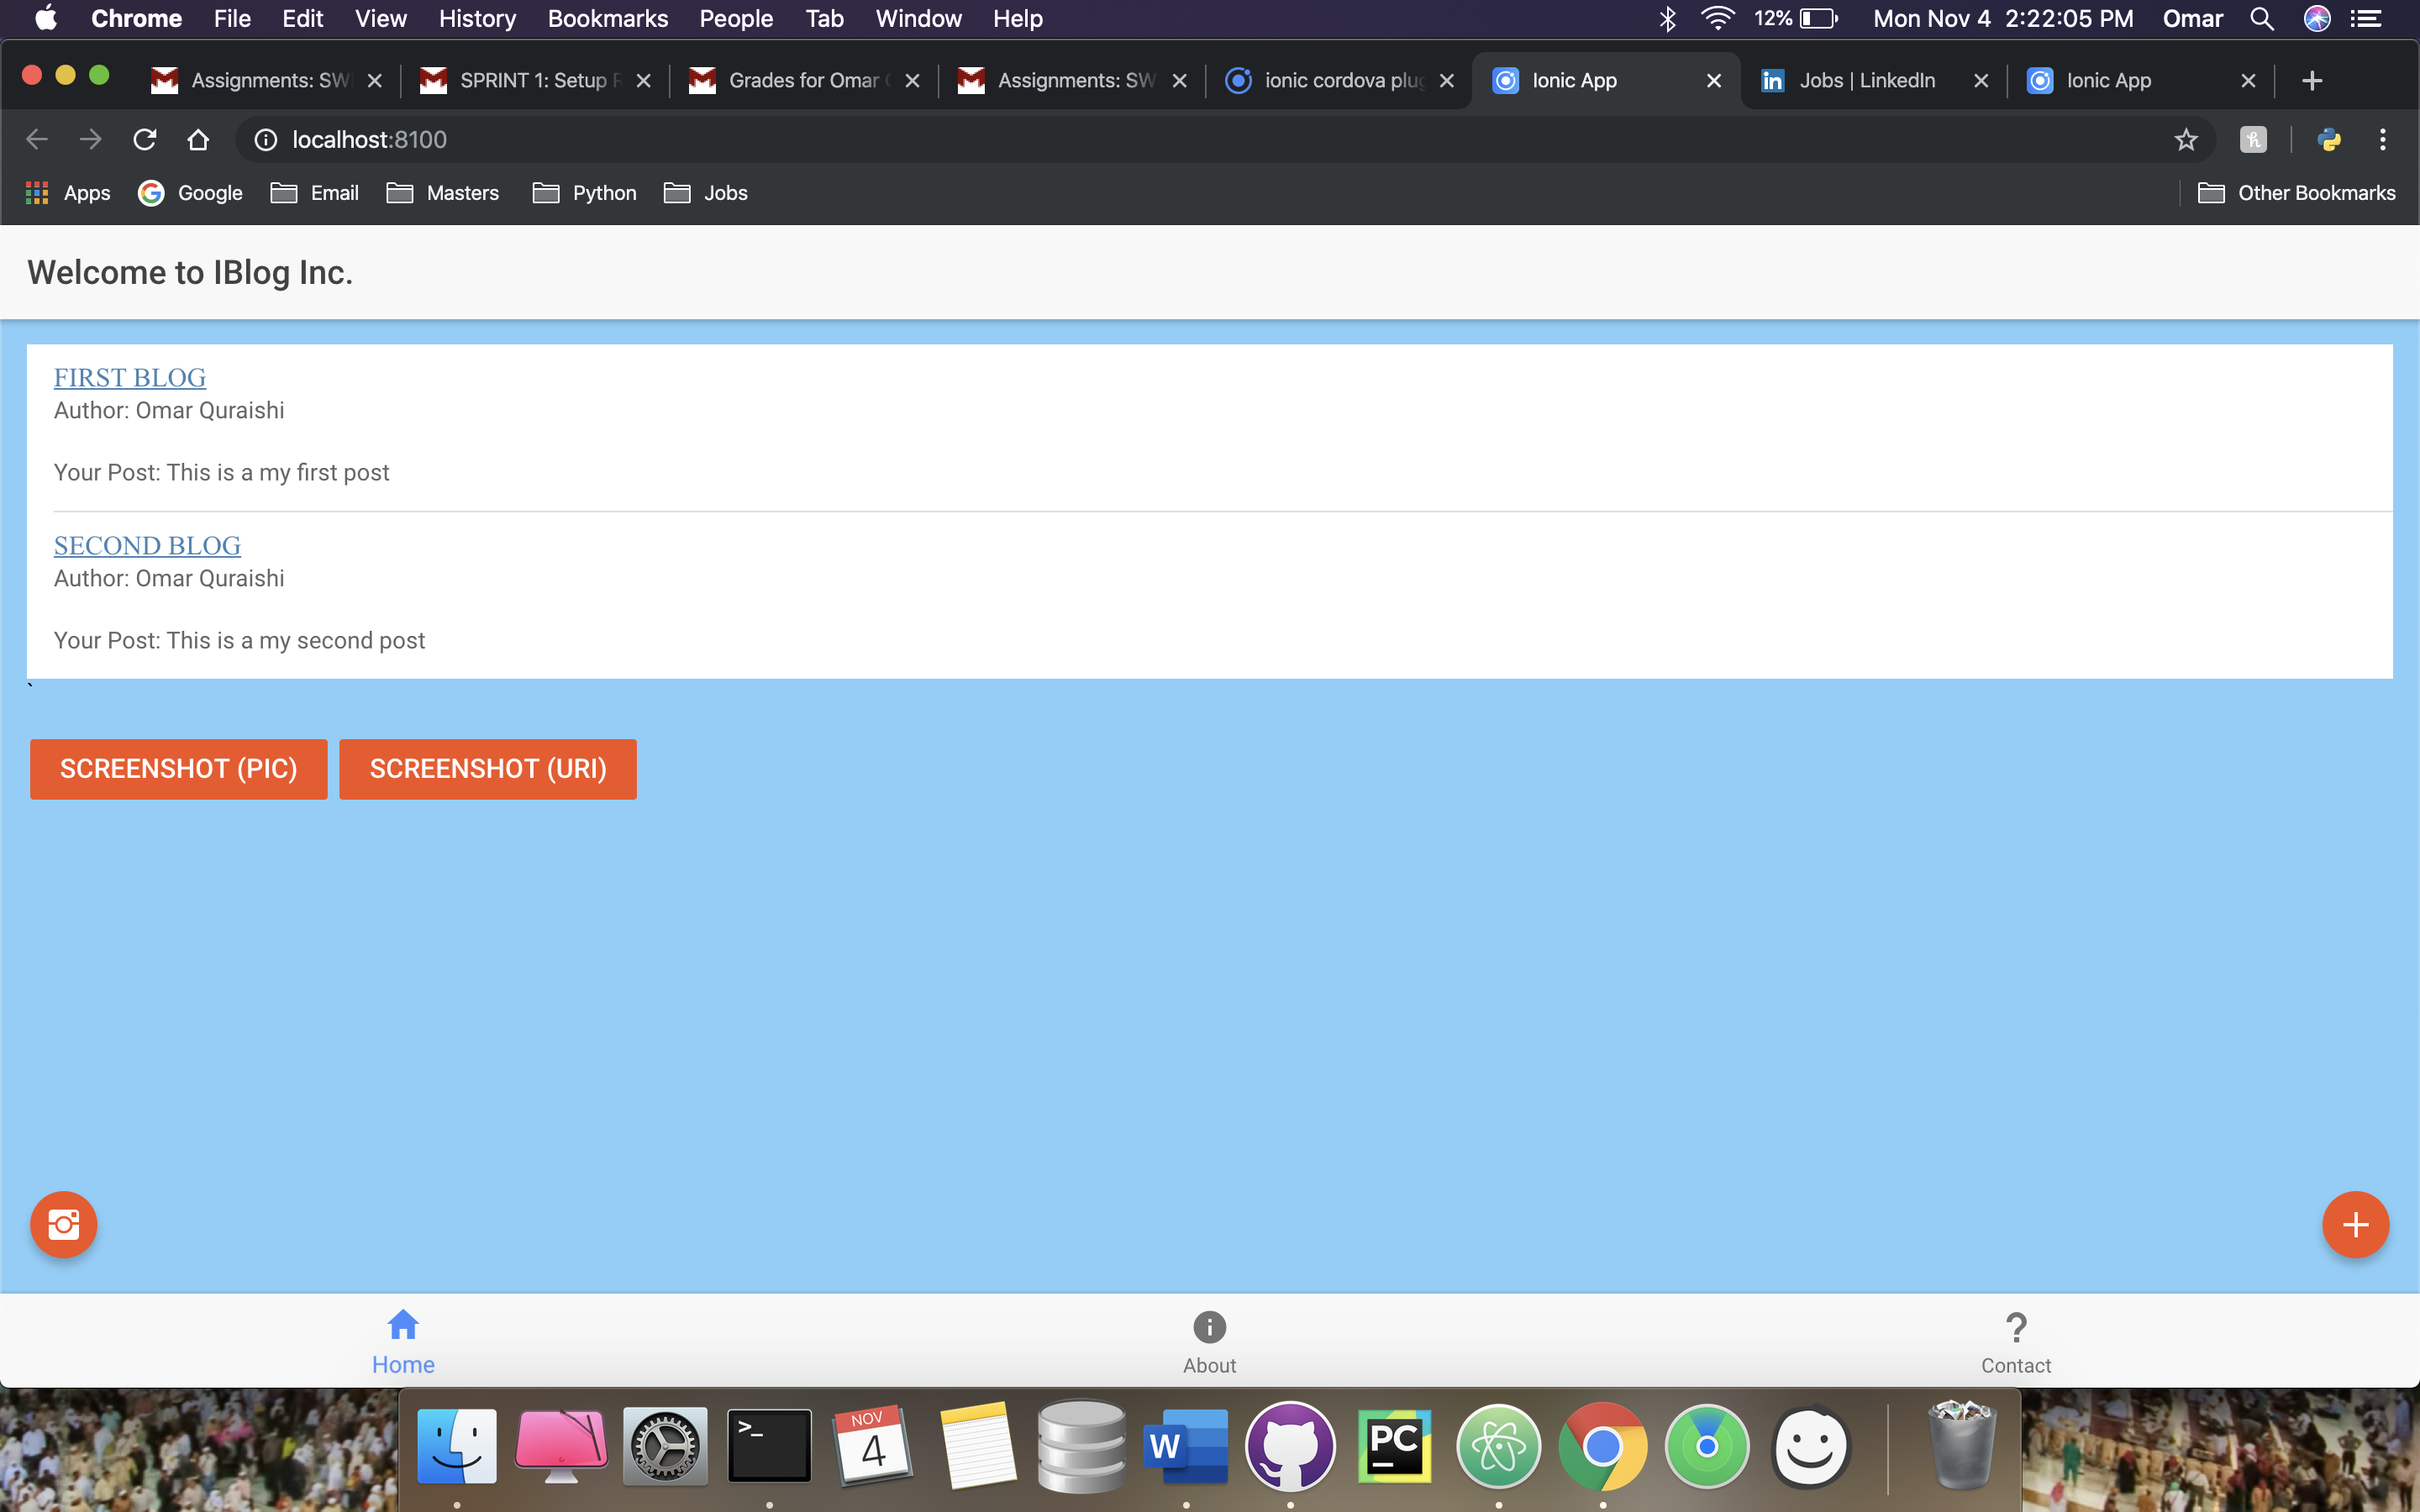 Chrome File Edit View History Bookmarks People Tab Window Help 12% Mon Nov 4 2:22:05 PM Omar
Assignments: SW SPRINT 1: Setup Grades for Omar Assignments: SW ionic cordova plug Ionic App Jobs | LinkedIn Ionic App
localhost:8100
Apps Google Email Masters Python Jobs Other Bookmarks
Welcome to IBlog Inc.
FIRST BLOG
Author: Omar Quraishi
Your Post: This is a my first post
SECOND BLOG
Author: Omar Quraishi
Your Post: This is a my second post
`
SCREENSHOT (PIC) SCREENSHOT (URI)
Home About Contact
NOV
4
W
PC